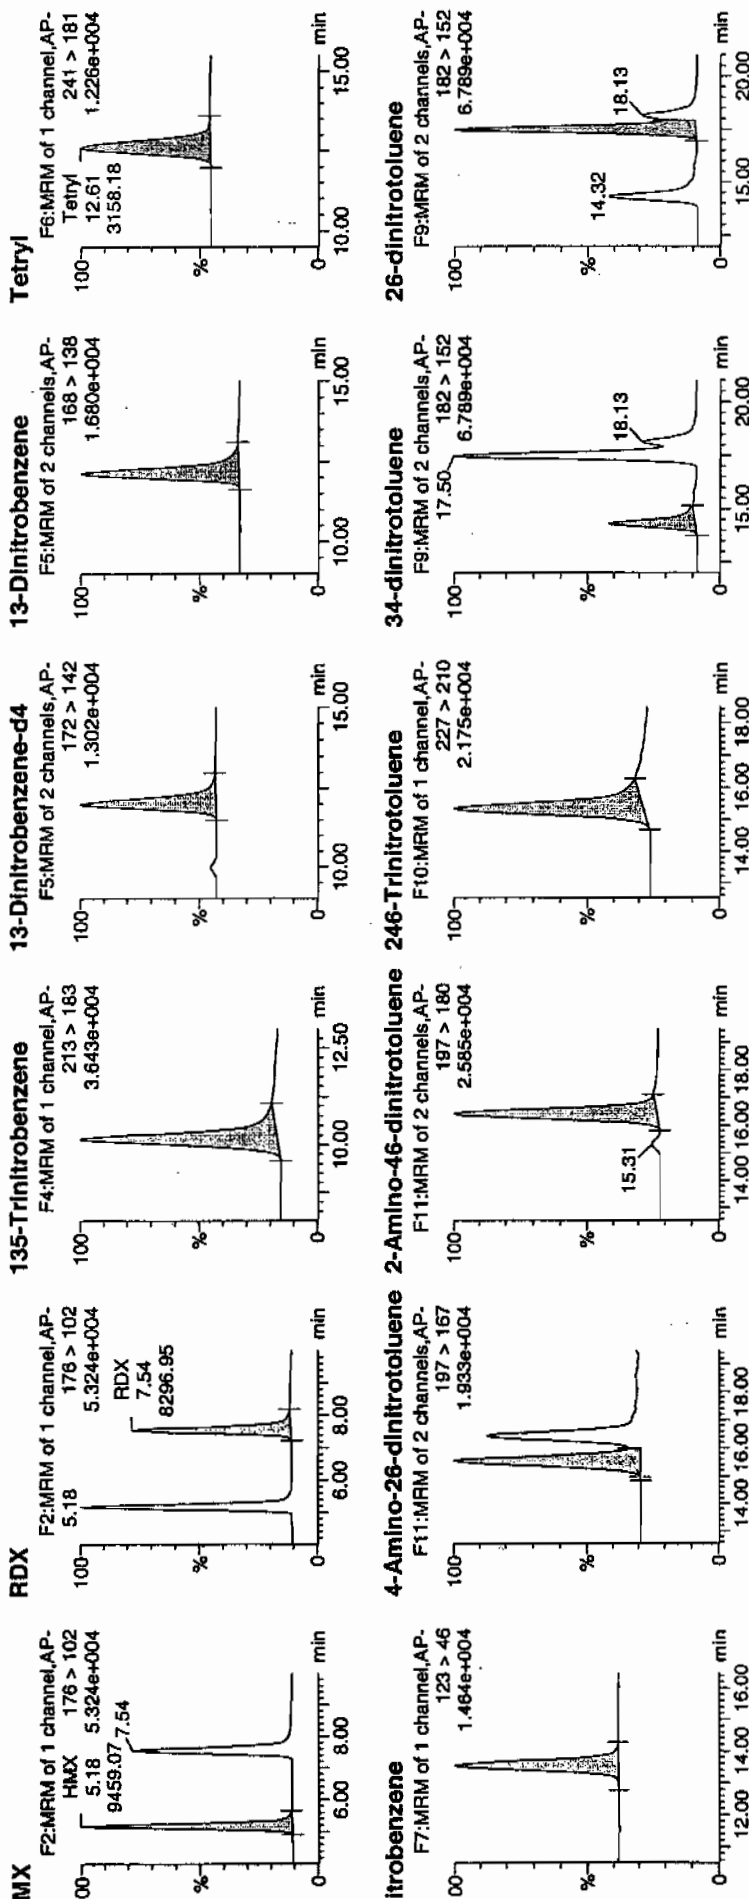 MX
F2:MRM of 1 channel,AP-
HMX 176 > 102
5.18 5.324e+004
9459.07
7.54
00
%
0
6.00 8.00 min
RDX
F2:MRM of 1 channel,AP-
176 > 102
5.18 5.324e+004
RDX
7.54
8296.95
100
%
0
6.00 8.00 min
135-Trinitrobenzene
F4:MRM of 1 channel,AP-
213 > 183
3.643e+004
100
%
0
10.00 12.50 min
13-Dinitrobenzene-d4
F5:MRM of 2 channels,AP-
172 > 142
1.302e+004
100
%
0
10.00 15.00 min
13-Dinitrobenzene
F5:MRM of 2 channels,AP-
168 > 138
1.680e+004
100
%
0
10.00 15.00 min
Tetryl
F6:MRM of 1 channel,AP-
Tetryl 241 > 181
12.61 1.226e+004
3158.18
100
%
0
10.00 15.00 min
itrobenzene
F7:MRM of 1 channel,AP-
123 > 46
1.464e+004
00
%
0
12.00 14.00 16.00 min
4-Amino-26-dinitrotoluene
F11:MRM of 2 channels,AP-
197 > 167
1.933e+004
100
%
0
14.00 16.00 18.00 min
2-Amino-46-dinitrotoluene
F11:MRM of 2 channels,AP-
197 > 180
2.585e+004
15.31
100
%
0
14.00 16.00 18.00 min
246-Trinitrotoluene
F10:MRM of 1 channel,AP-
227 > 210
2.175e+004
100
%
0
14.00 16.00 18.00 min
34-dinitrotoluene
F9:MRM of 2 channels,AP-
17.50 182 > 152
6.789e+004
18.13
100
%
0
15.00 20.00 min
26-dinitrotoluene
F9:MRM of 2 channels,AP-
182 > 152
6.789e+004
14.32
18.13
100
%
0
15.00 20.00 min